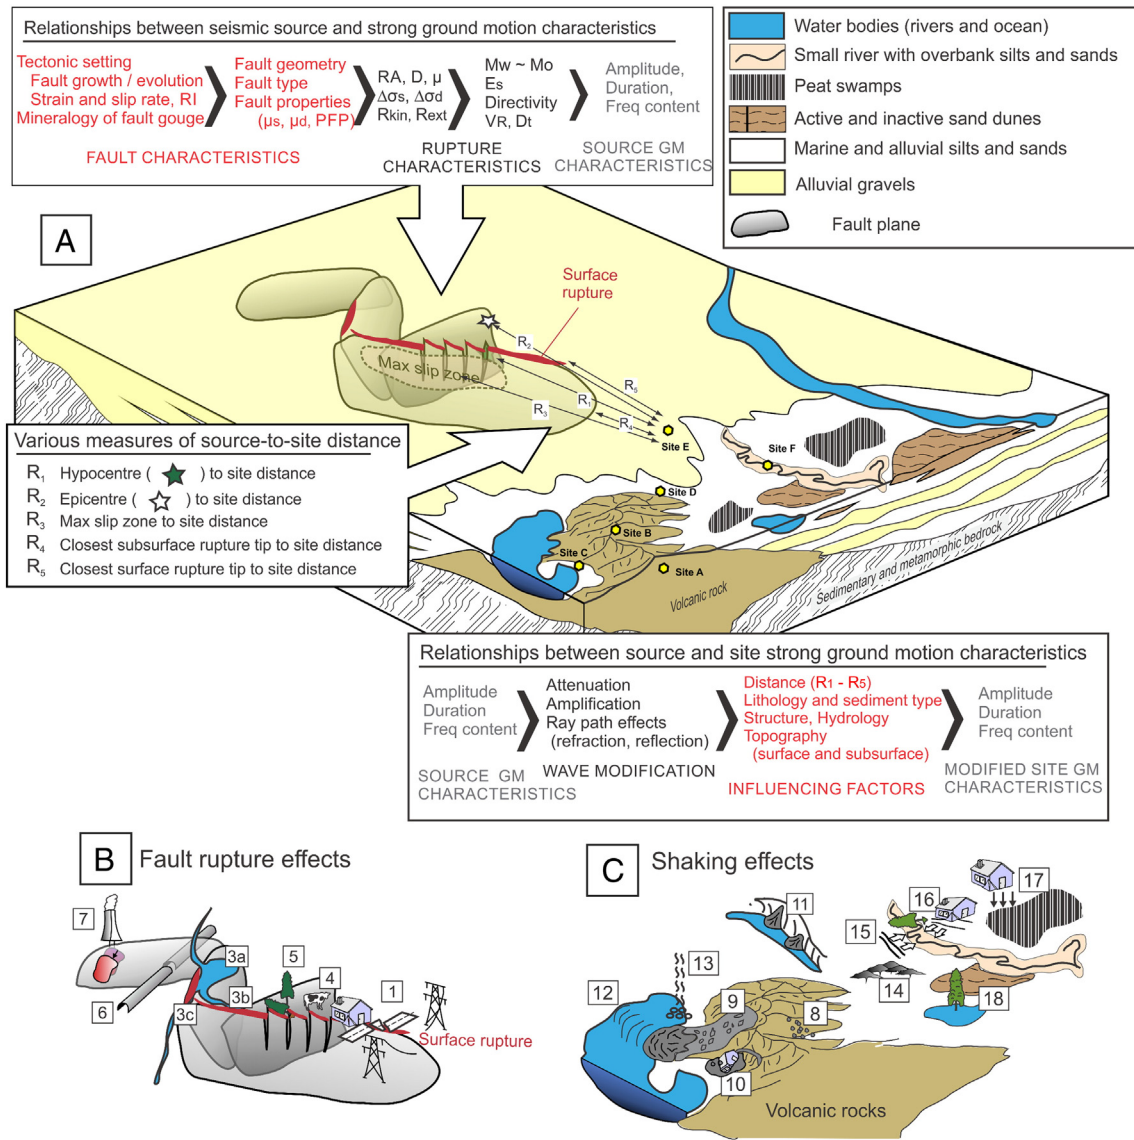 Relationships between seismic source and strong ground motion characteristics
Tectonic setting
Fault growth / evolution
Strain and slip rate, RI
Mineralogy of fault gouge
Fault geometry
Fault type
Fault properties
(μs, μd, PFP)
FAULT CHARACTERISTICS
RA, D, μ
Δσs, Δσd
Rkin, Rext
RUPTURE
CHARACTERISTICS
Mw ~ Mo
Es
Directivity
VR, Dt
Amplitude,
Duration,
Freq content
SOURCE GM
CHARACTERISTICS
Water bodies (rivers and ocean)
Small river with overbank silts and sands
Peat swamps
Active and inactive sand dunes
Marine and alluvial silts and sands
Alluvial gravels
Fault plane
A
Surface
rupture
Max slip zone
R2
R5
R1
R3
R4
Site E
Site F
Site D
Site B
Site C
Site A
Volcanic rock
Sedimentary and metamorphic bedrock
Various measures of source-to-site distance
R1 Hypocentre ( ) to site distance
R2 Epicentre ( ) to site distance
R3 Max slip zone to site distance
R4 Closest subsurface rupture tip to site distance
R5 Closest surface rupture tip to site distance
Relationships between source and site strong ground motion characteristics
Amplitude
Duration
Freq content
SOURCE GM
CHARACTERISTICS
Attenuation
Amplification
Ray path effects
(refraction, reflection)
WAVE MODIFICATION
Distance (R1 - R5)
Lithology and sediment type
Structure, Hydrology
Topography
(surface and subsurface)
INFLUENCING FACTORS
Amplitude
Duration
Freq content
MODIFIED SITE GM
CHARACTERISTICS
B Fault rupture effects
7
3a
5
4
1
3b
6
3c
Surface rupture
C Shaking effects
17
16
11
15
13
12
9
14
8
18
10
Volcanic rocks